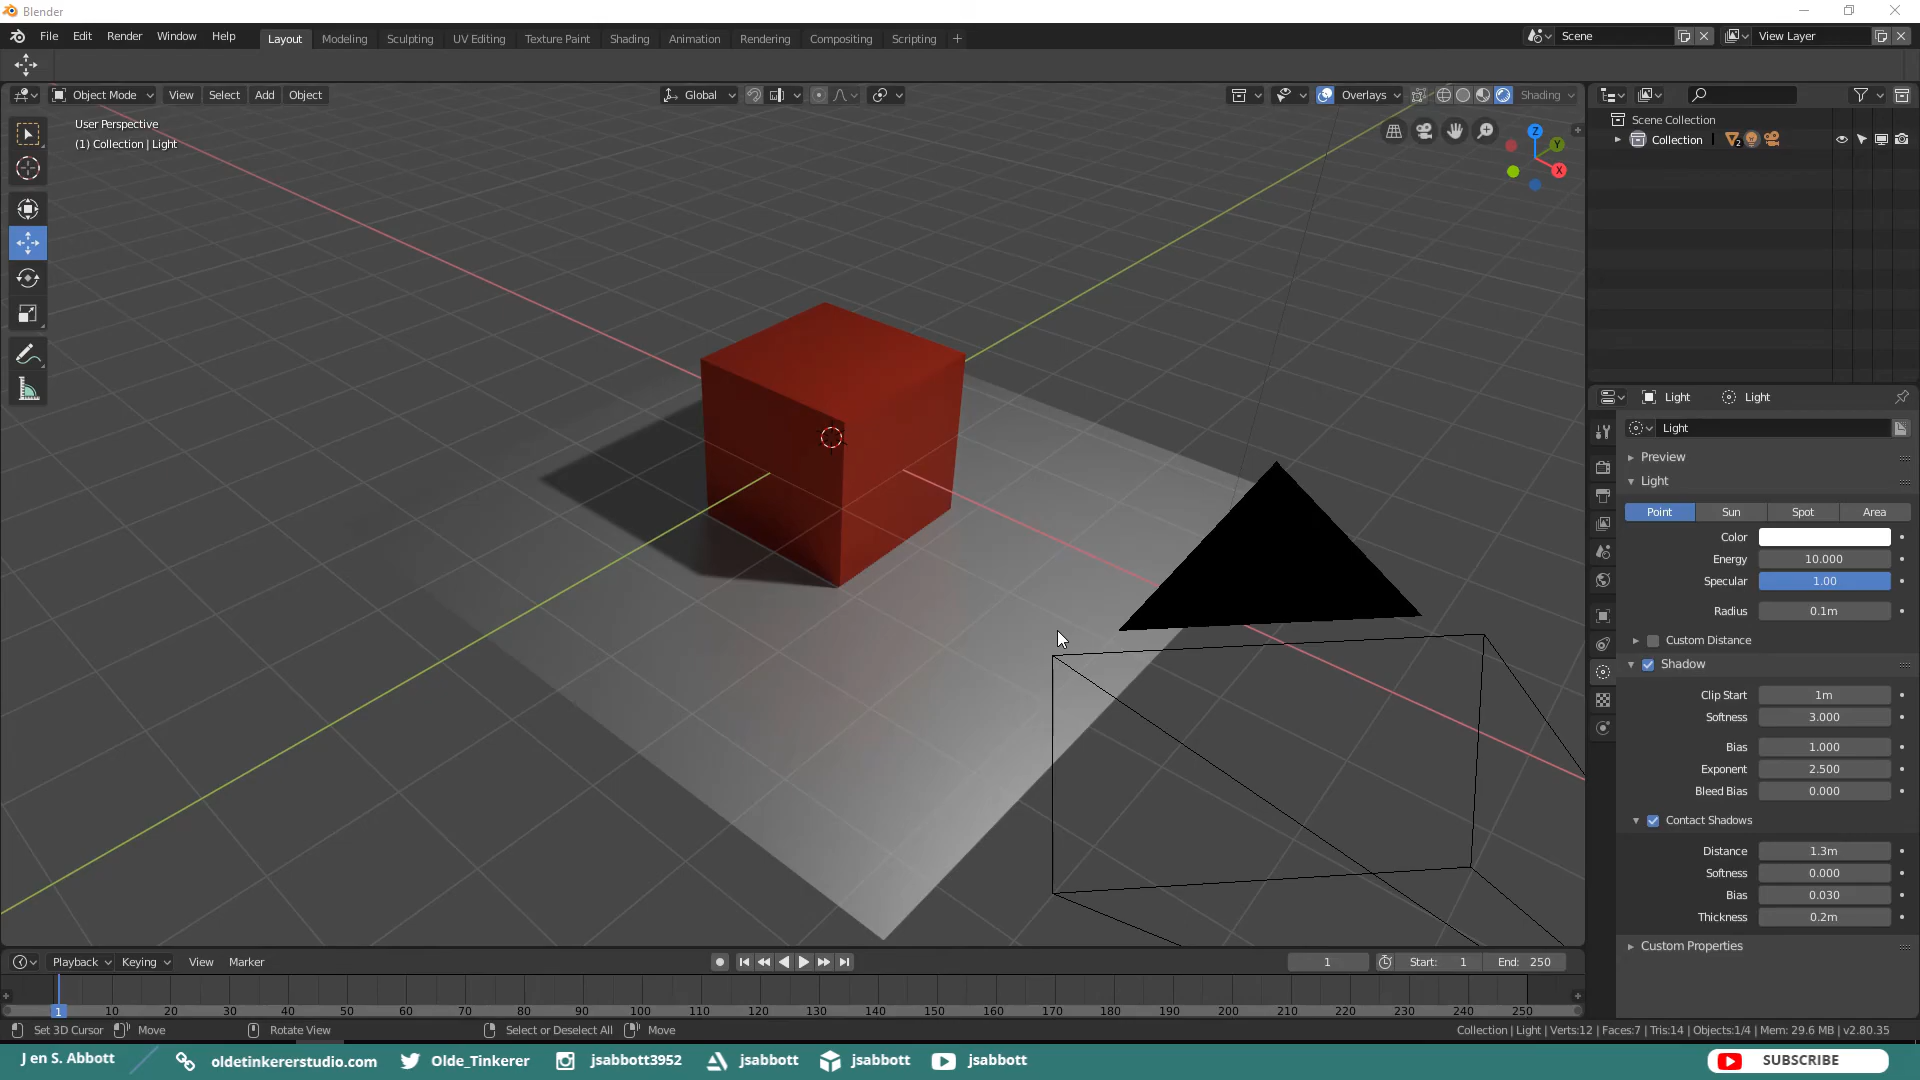 Blender
File Edit Render Window Help Layout Modeling Sculpting UV Editing Texture Paint Shading Animation Rendering Compositing Scripting + Scene View Layer
Object Mode View Select Add Object Global Overlays Shading
User Perspective
(1) Collection | Light
Z
Y
X
Scene Collection
Collection 2
Light Light
Light
Preview
Light
Point Sun Spot Area
Color
Energy 10.000
Specular 1.00
Radius 0.1m
Custom Distance
Shadow
Clip Start 1m
Softness 3.000
Bias 1.000
Exponent 2.500
Bleed Bias 0.000
Contact Shadows
Distance 1.3m
Softness 0.000
Bias 0.030
Thickness 0.2m
Custom Properties
Playback Keying View Marker 1 Start: 1 End: 250
1 10 20 30 40 50 60 70 80 90 100 110 120 130 140 150 160 170 180 190 200 210 220 230 240 250
Set 3D Cursor Move Rotate View Select or Deselect All Move Collection | Light | Verts:12 | Faces:7 | Tris:14 | Objects:1/4 | Mem: 29.6 MB | v2.80.35
J en S. Abbott oldetinkererstudio.com Olde_Tinkerer jsabbott3952 jsabbott jsabbott jsabbott SUBSCRIBE